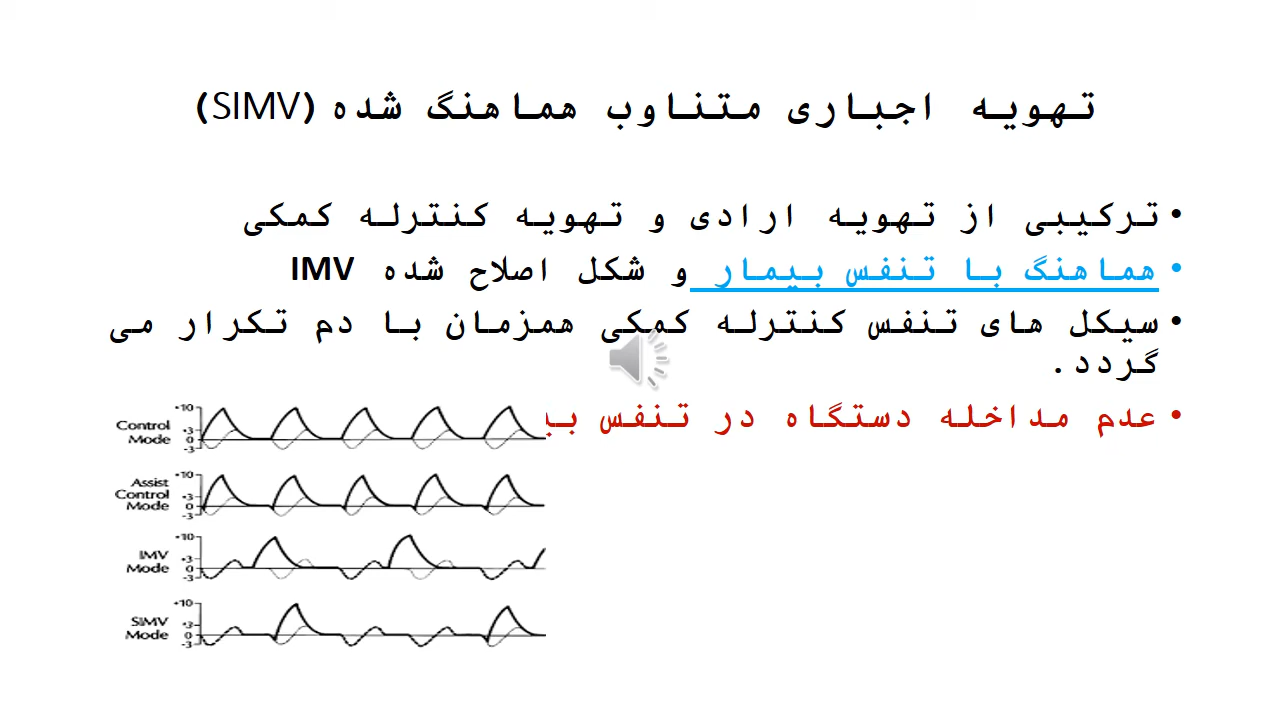 تهویه اجباری متناوب هماهنگ شده (SIMV)
• ترکیبی از تهویه ارادی و تهویه کنترله کمکی
• هماهنگ با تنفس بیمار و شکل اصلاح شده IMV
• سیکل های تنفس کنترله کمکی همزمان با دم تکرار می
گردد.
• عدم مداخله دستگاه در تنفس
Control
Mode
+10
+3
0
-3
Assist
Control
Mode
+10
+3
0
-3
IMV
Mode
+10
+3
0
-3
SIMV
Mode
+10
+3
0
-3